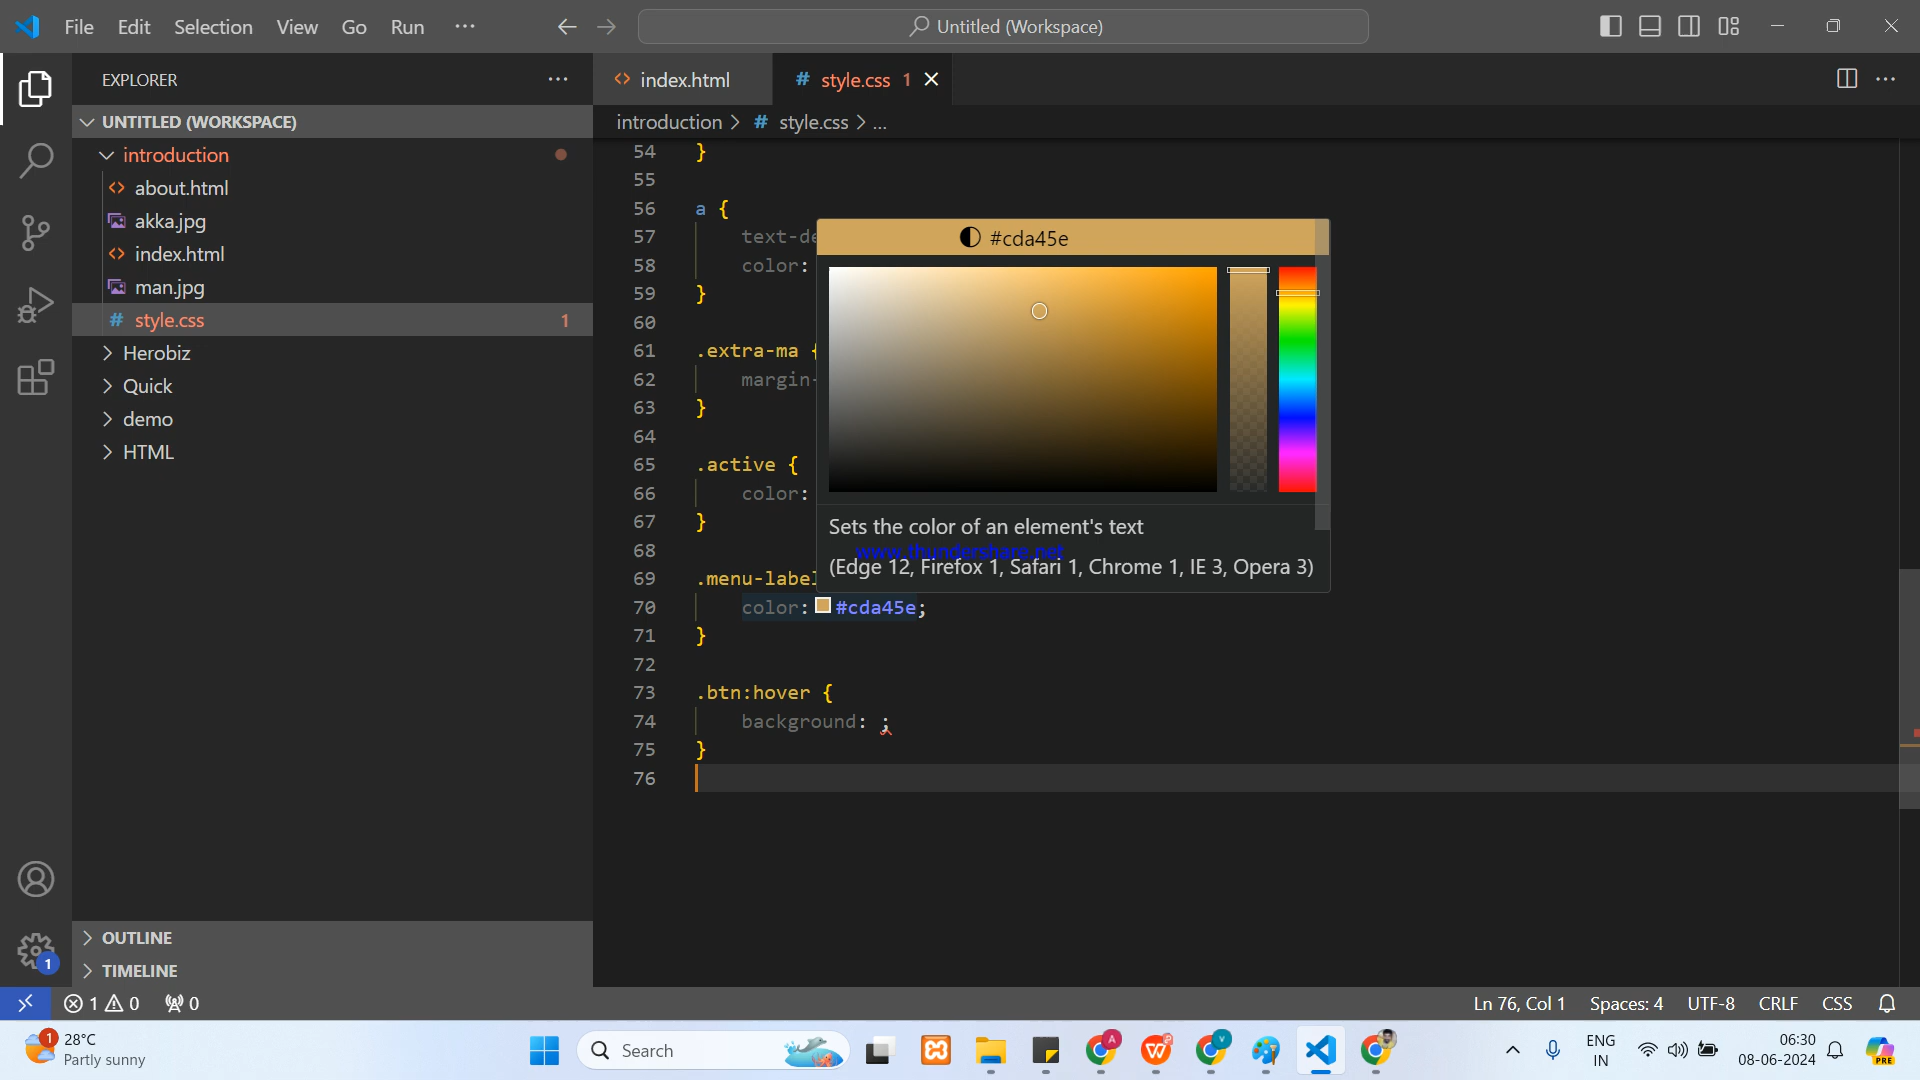 File Edit Selection View Go Run ···
Untitled (Workspace)
EXPLORER
UNTITLED (WORKSPACE)
introduction
about.html
akka.jpg
index.html
man.jpg
style.css 1
Herobiz
Quick
demo
HTML
OUTLINE
TIMELINE
index.html
style.css 1
introduction > # style.css > ...
54 }
55
56 a {
57 text-de
58 color:
59 }
60
61 .extra-ma {
62 margin-
63 }
64
65 .active {
66 color:
67 }
68
69 .menu-label
70 color: #cda45e;
71 }
72
73 .btn:hover {
74 background: ;
75 }
76
#cda45e
Sets the color of an element's text
www.thundershare.net
(Edge 12, Firefox 1, Safari 1, Chrome 1, IE 3, Opera 3)
1
1 0 0
Ln 76, Col 1 Spaces: 4 UTF-8 CRLF CSS
1
28°C
Partly sunny
Search
A
V
ENG
IN
06:30
08-06-2024
PRE